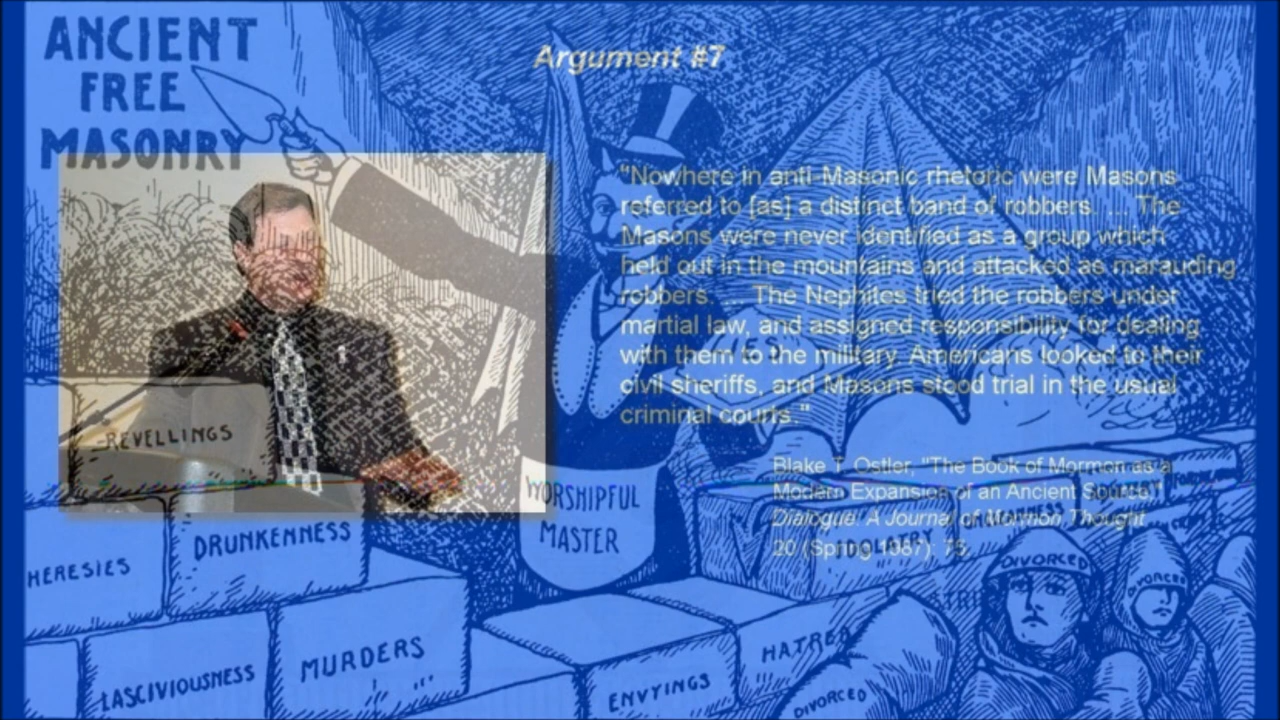 ANCIENT
FREE
MASONRY
Argument #7
"Nowhere in anti-Masonic rhetoric were Masons
referred to [as] a distinct band of robbers. ... The
Masons were never identified as a group which
held out in the mountains and attacked as marauding
robbers. ... The Nephites tried the robbers under
martial law, and assigned responsibility for dealing
with them to the military. Americans looked to their
civil sheriffs, and Masons stood trial in the usual
criminal courts."
Blake T. Ostler, "The Book of Mormon as a
Modern Expansion of an Ancient Source,"
Dialogue: A Journal of Mormon Thought
20 (Spring 1987): 
REVELLINGS
WORSHIPFUL
MASTER
DRUNKENNESS
HERESIES
IDOLATRY
LASCIVIOUSNESS
MURDERS
ENVYINGS
HATRED
DIVORCED
DIVORCED